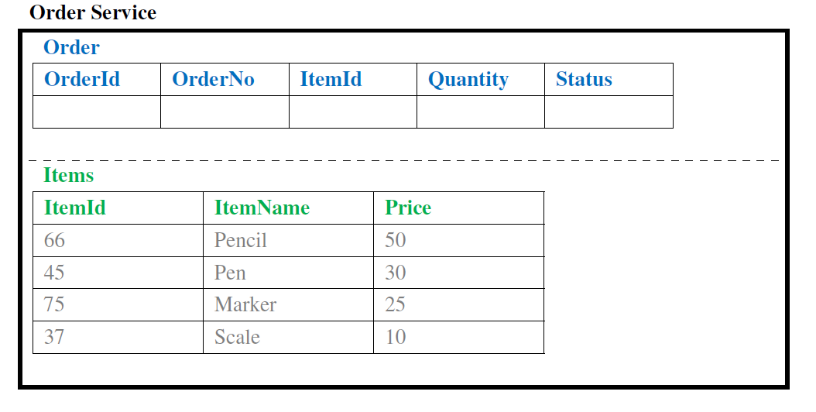 Order Service
Order
OrderId OrderNo ItemId Quantity Status
Items
ItemId ItemName Price
66 Pencil 50
45 Pen 30
75 Marker 25
37 Scale 10